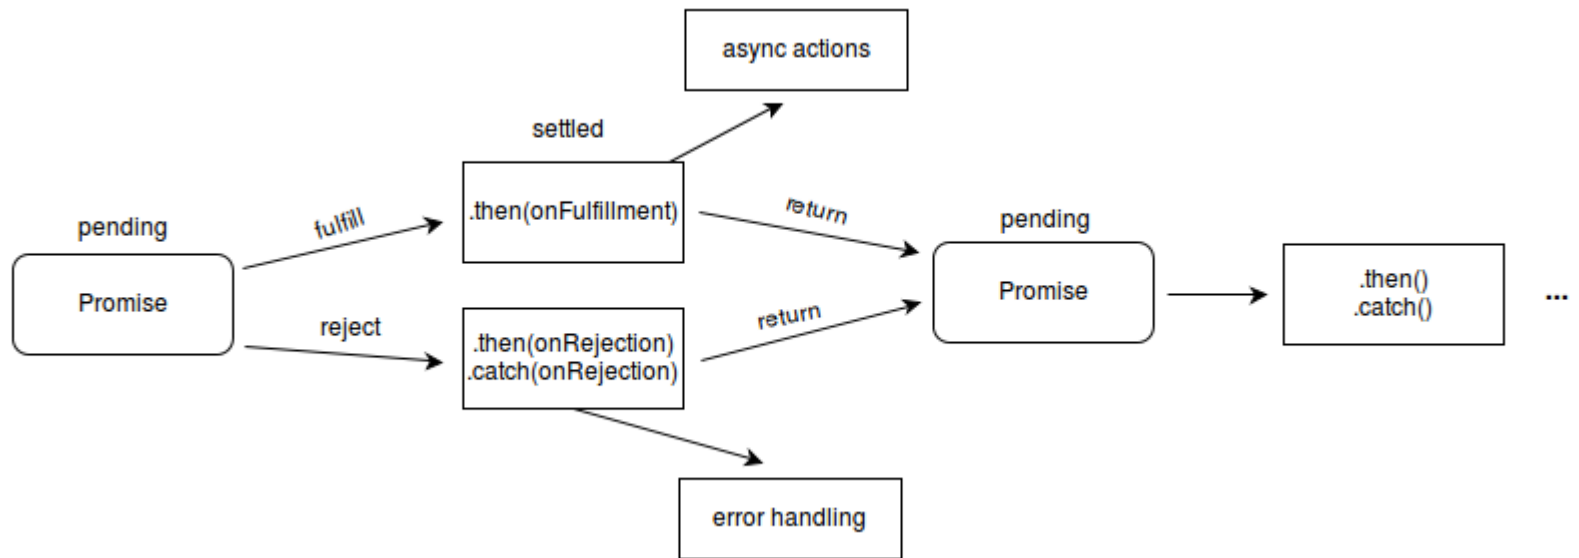 async actions
settled
.then(onFulfillment)
pending
fulfill
return
pending
Promise
reject
.then(onRejection)
.catch(onRejection)
return
Promise
.then()
.catch()
...
error handling